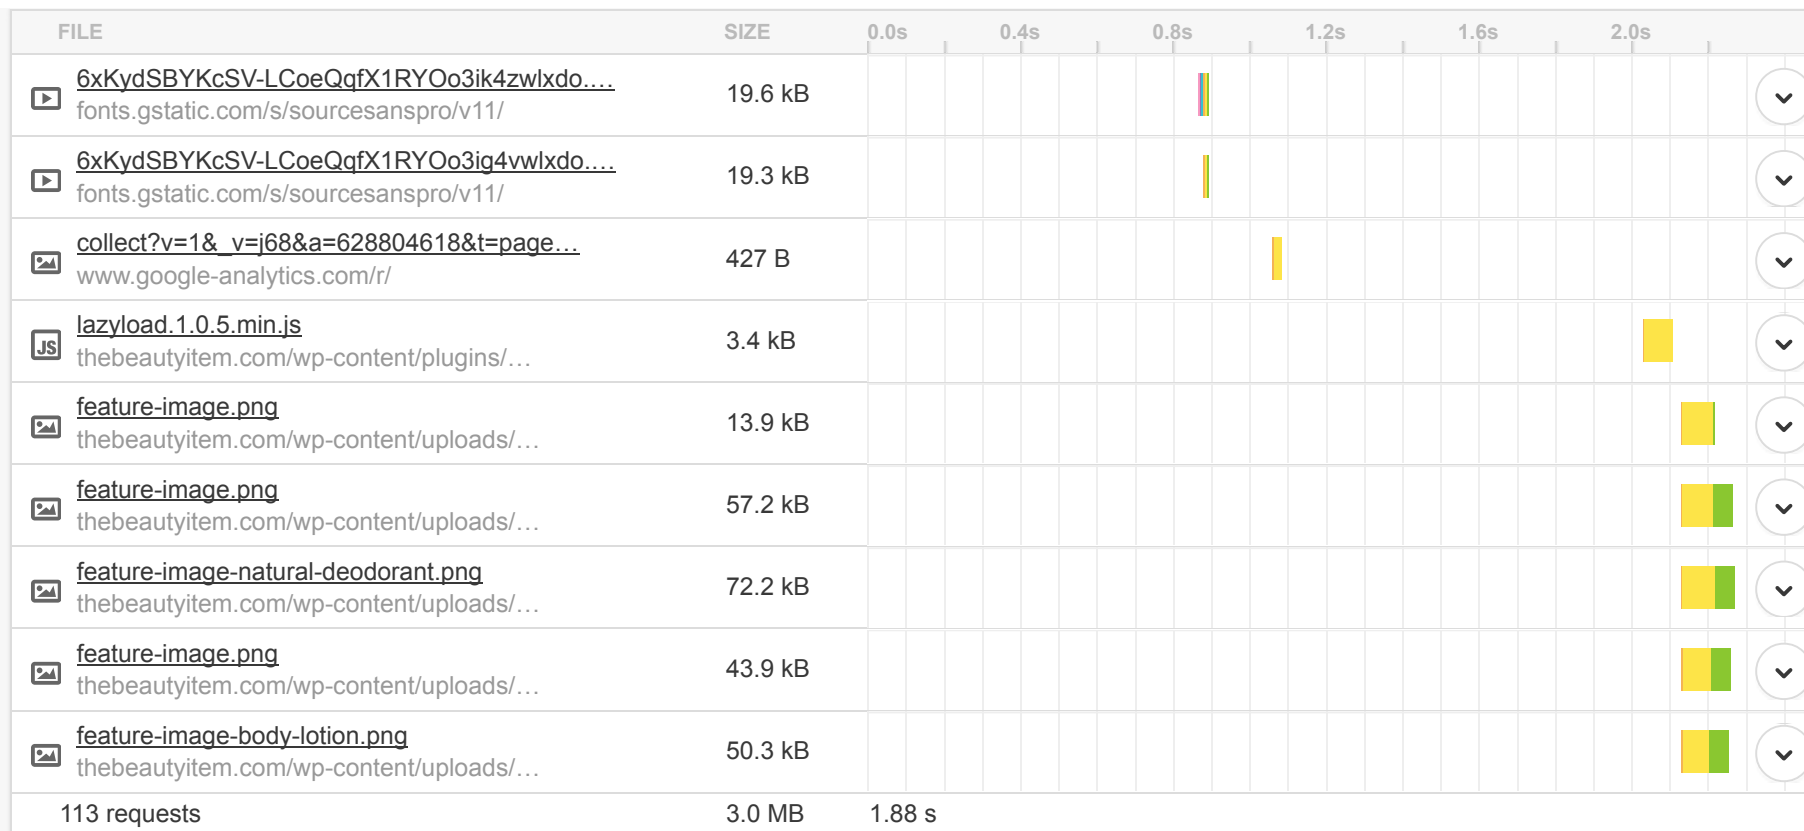 FILE SIZE 0.0s 0.4s 0.8s 1.2s 1.6s 2.0s
6xKydSBYKcSV-LCoeQqfX1RYOo3ik4zwlxdo.…
fonts.gstatic.com/s/sourcesanspro/v11/
19.6 kB
6xKydSBYKcSV-LCoeQqfX1RYOo3ig4vwlxdo.…
fonts.gstatic.com/s/sourcesanspro/v11/
19.3 kB
collect?v=1&_v=j68&a=628804618&t=page…
www.google-analytics.com/r/
427 B
JS
lazyload.1.0.5.min.js
thebeautyitem.com/wp-content/plugins/…
3.4 kB
feature-image.png
thebeautyitem.com/wp-content/uploads/…
13.9 kB
feature-image.png
thebeautyitem.com/wp-content/uploads/…
57.2 kB
feature-image-natural-deodorant.png
thebeautyitem.com/wp-content/uploads/…
72.2 kB
feature-image.png
thebeautyitem.com/wp-content/uploads/…
43.9 kB
feature-image-body-lotion.png
thebeautyitem.com/wp-content/uploads/…
50.3 kB
113 requests 3.0 MB 1.88 s